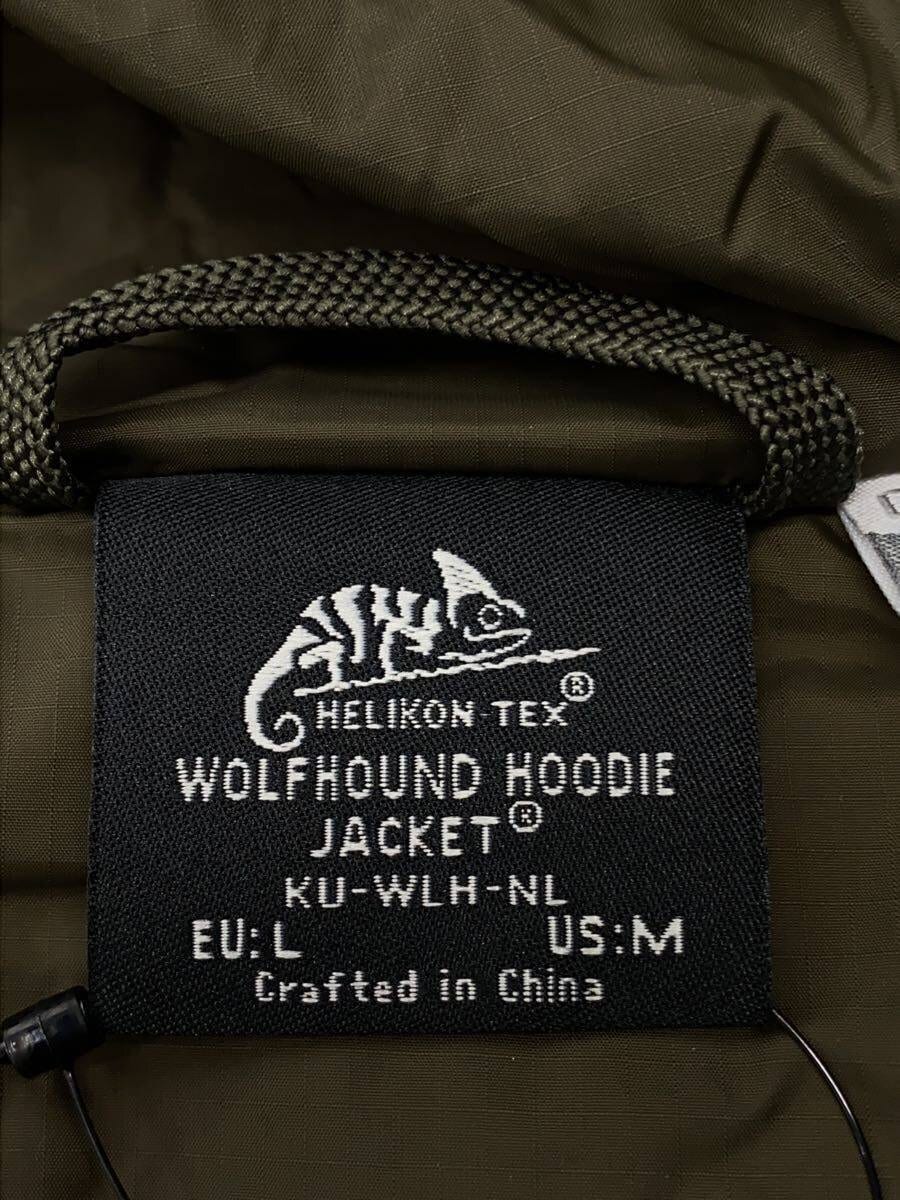 HELIKON-TEX®
WOLFHOUND HOODIE
JACKET®
KU-WLH-NL
EU: L US: M
Crafted in China